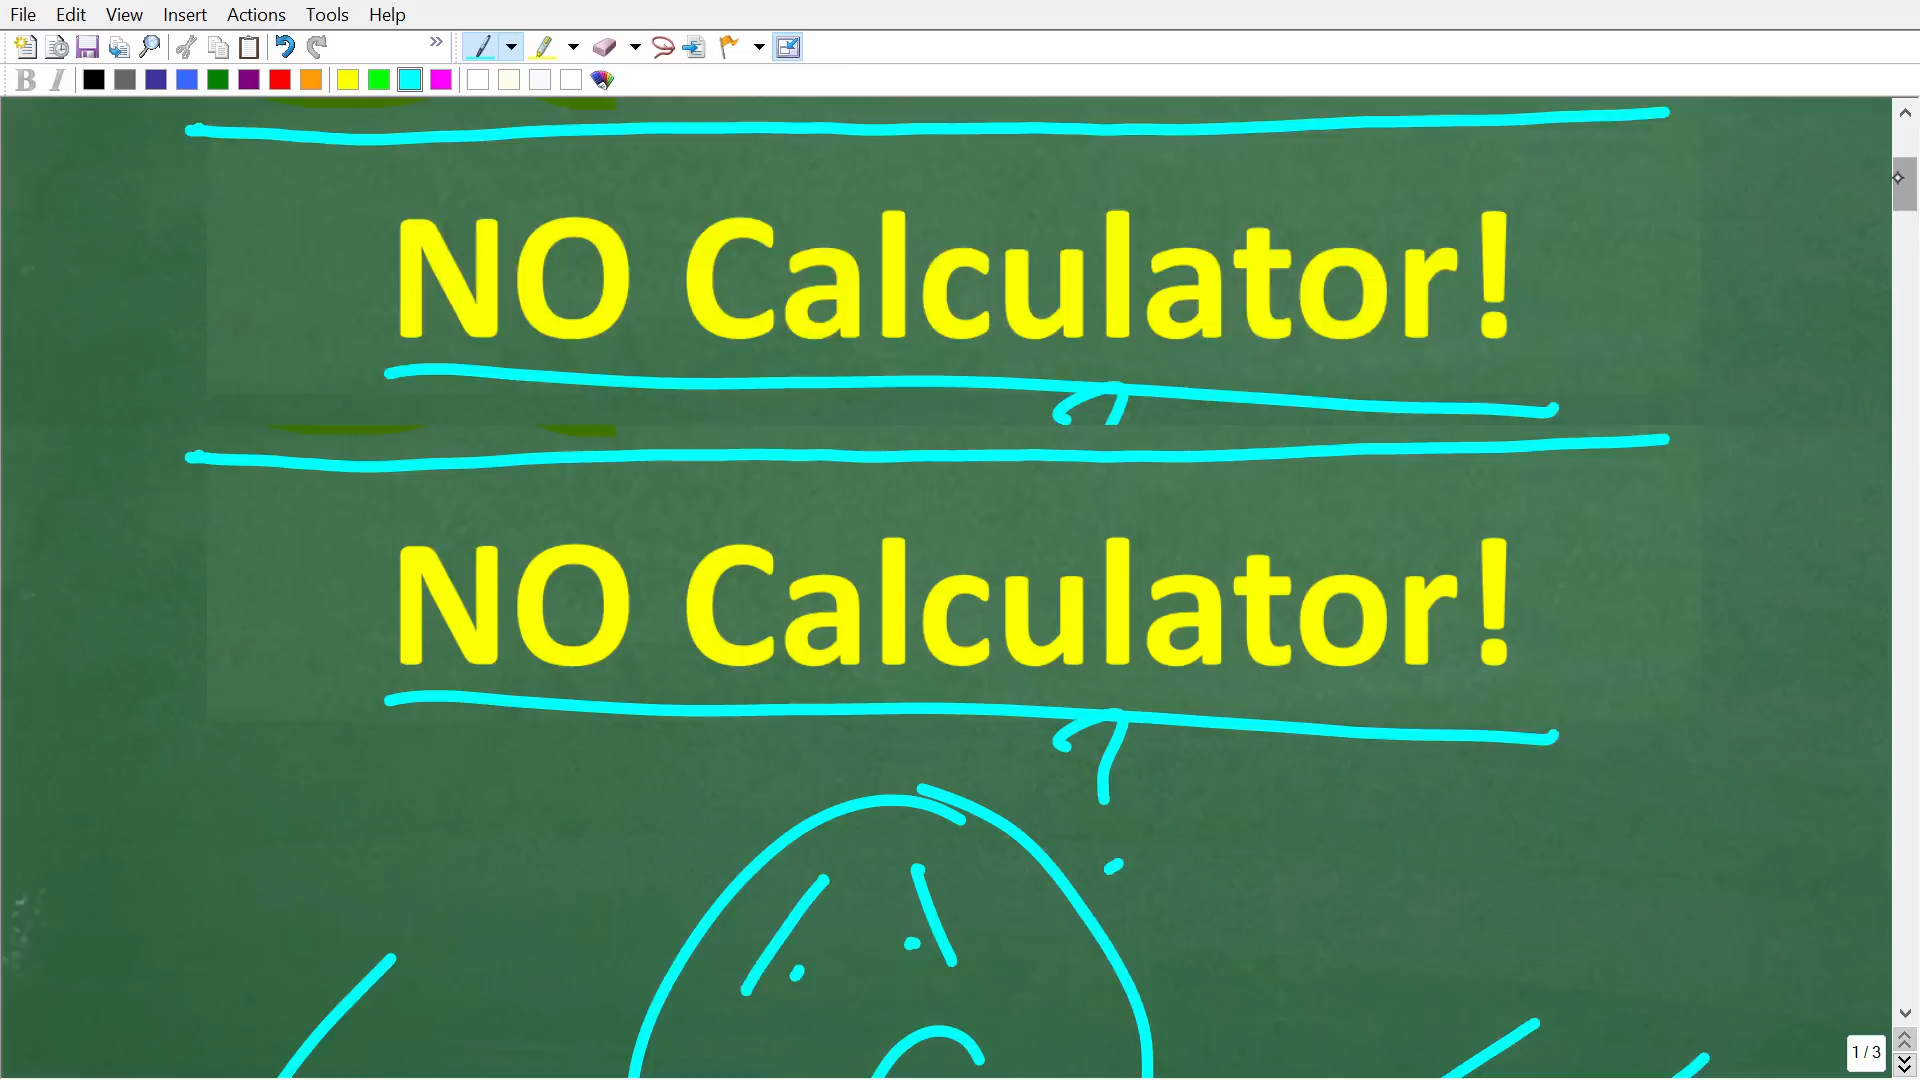 File Edit View Insert Actions Tools Help
B I
NO Calculator!
?
NO Calculator!
?
1 / 3